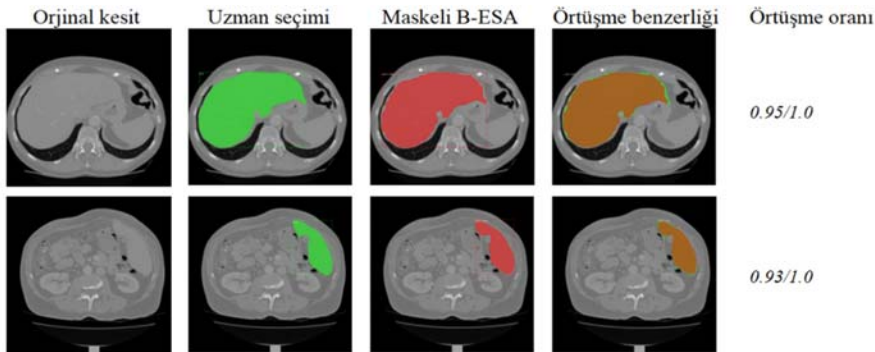 Orjinal kesit Uzman seçimi Maskeli B-ESA Örtüşme benzerliği Örtüşme oranı
0.95/1.0
0.93/1.0